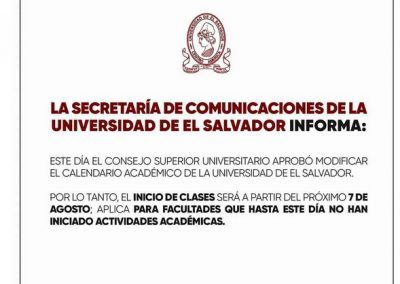 LA SECRETARÍA DE COMUNICACIONES DE LA
UNIVERSIDAD DE EL SALVADOR INFORMA:
ESTE DÍA EL CONSEJO SUPERIOR UNIVERSITARIO APROBÓ MODIFICAR
EL CALENDARIO ACADÉMICO DE LA UNIVERSIDAD DE EL SALVADOR.
POR LO TANTO, EL INICIO DE CLASES SERÁ A PARTIR DEL PRÓXIMO 7 DE
AGOSTO; APLICA PARA FACULTADES QUE HASTA ESTE DÍA NO HAN
INICIADO ACTIVIDADES ACADÉMICAS.